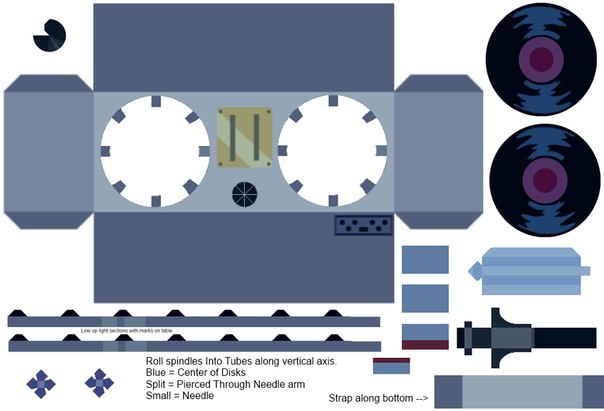 Line up light sections with marks on table
Roll spindles Into Tubes along vertical axis.
Blue = Center of Disks
Split = Pierced Through Needle arm
Small = Needle
Strap along bottom -->